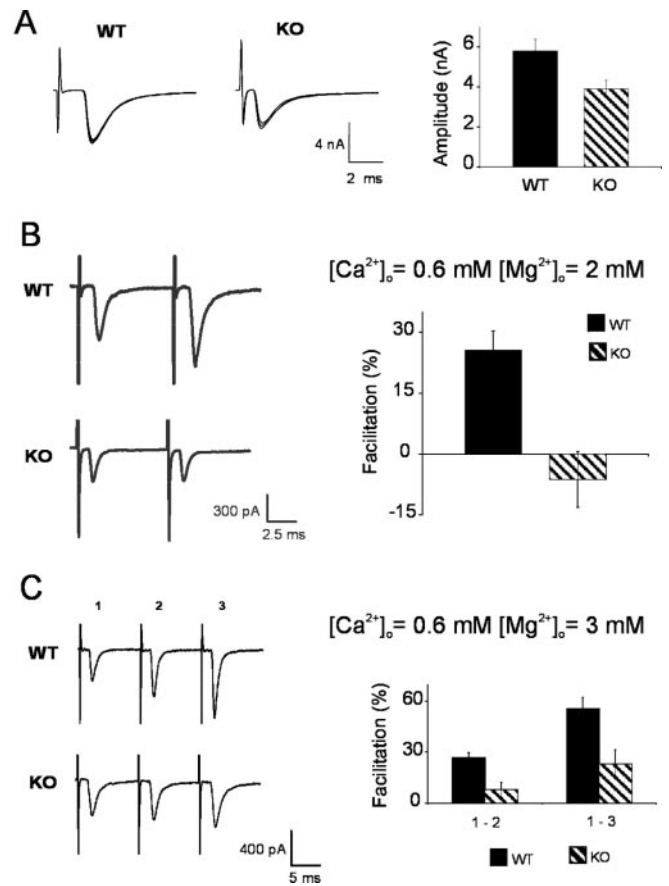 A
WT
KO
4 nA
2 ms
Amplitude (nA)
8
6
4
2
0
WT
KO
B
WT
KO
300 pA
2.5 ms
[Ca²⁺]ₒ= 0.6 mM [Mg²⁺]ₒ= 2 mM
Facilitation (%)
30
15
0
-15
WT
KO
C
1
2
3
WT
KO
400 pA
5 ms
[Ca²⁺]ₒ= 0.6 mM [Mg²⁺]ₒ= 3 mM
Facilitation (%)
60
30
0
1 - 2
1 - 3
WT
KO